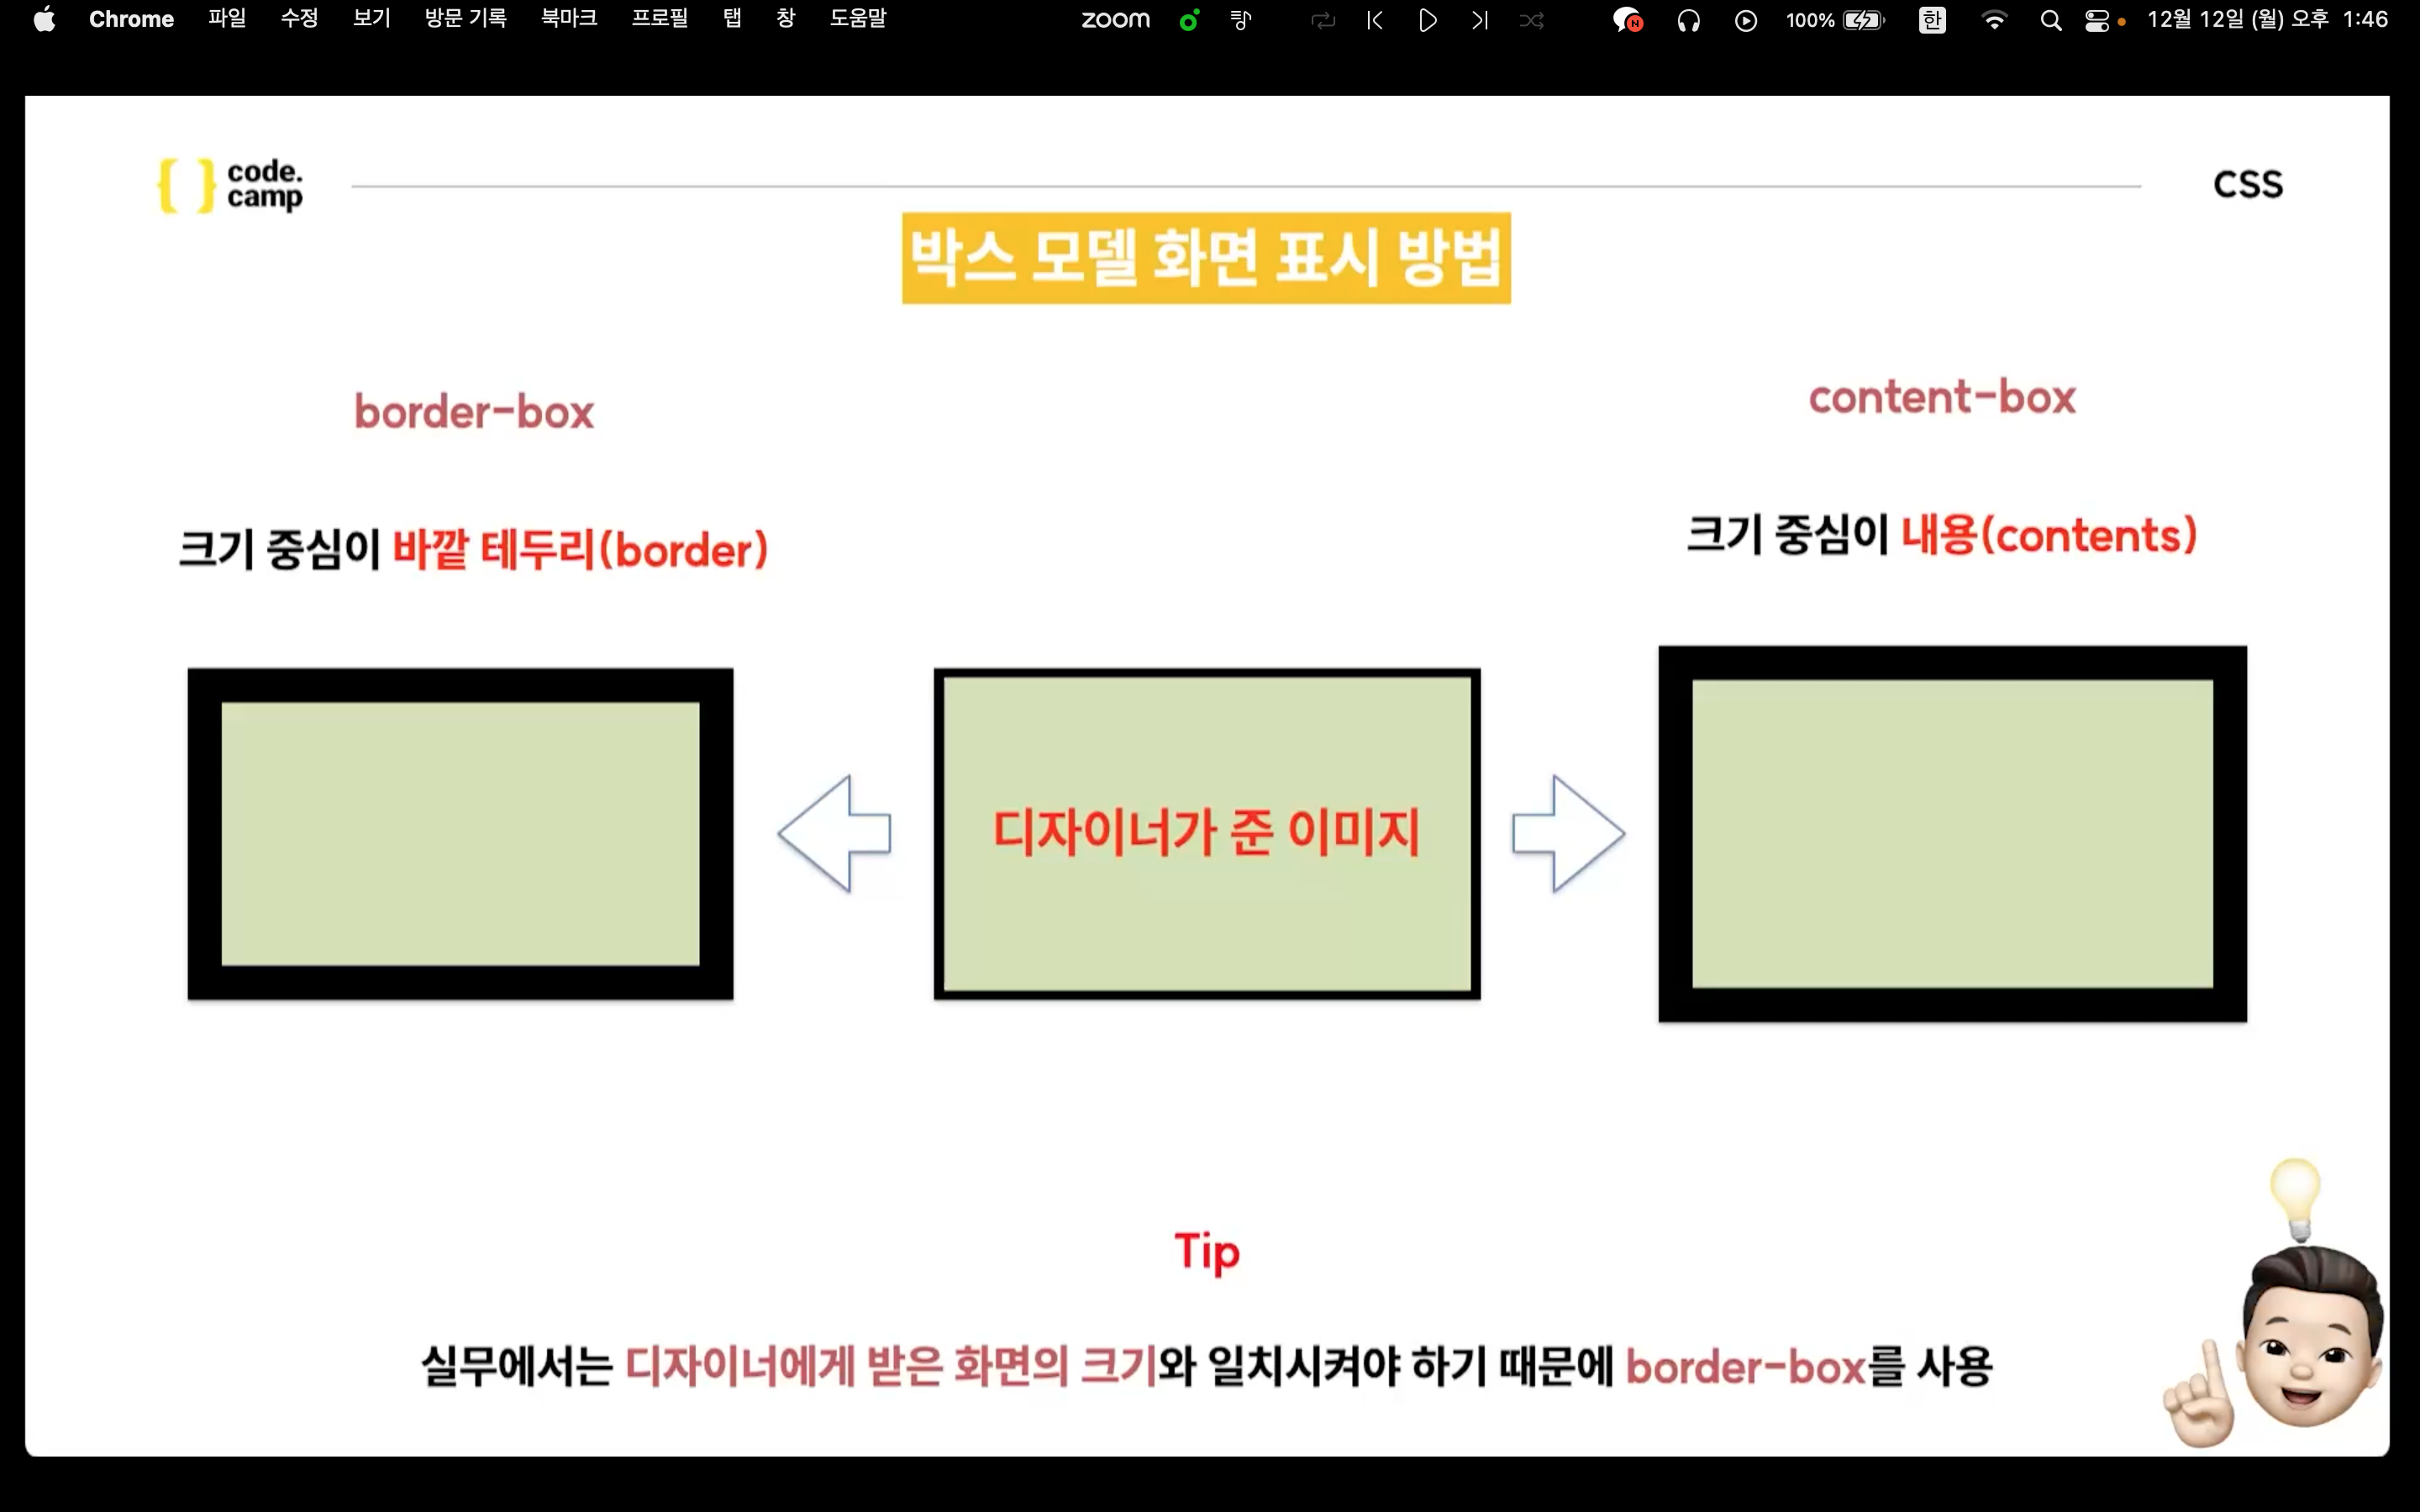 Chrome 파일 수정 보기 방문 기록 북마크 프로필 탭 창 도움말 zoom N 100% 한 12월 12일 (월) 오후 1:46
{ } code.
camp
CSS
박스 모델 화면 표시 방법
border-box
크기 중심이 바깥 테두리(border)
content-box
크기 중심이 내용(contents)
디자이너가 준 이미지
Tip
실무에서는 디자이너에게 받은 화면의 크기와 일치시켜야 하기 때문에 border-box를 사용